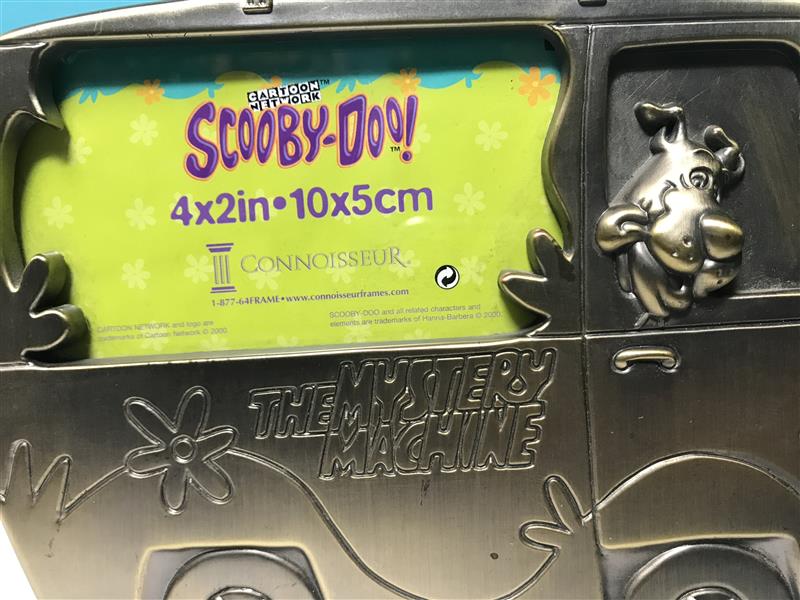 CARTOON
NETWORK™
SCOOBY-DOO!™
4x2in•10x5cm
CONNOISSEUR®
1-877-64FRAME•www.connoisseurframes.com
CARTOON NETWORK and logo are
trademarks of Cartoon Network © 2000.
SCOOBY-DOO and all related characters and
elements are trademarks of Hanna-Barbera © 2000.
THE MYSTERY
MACHINE